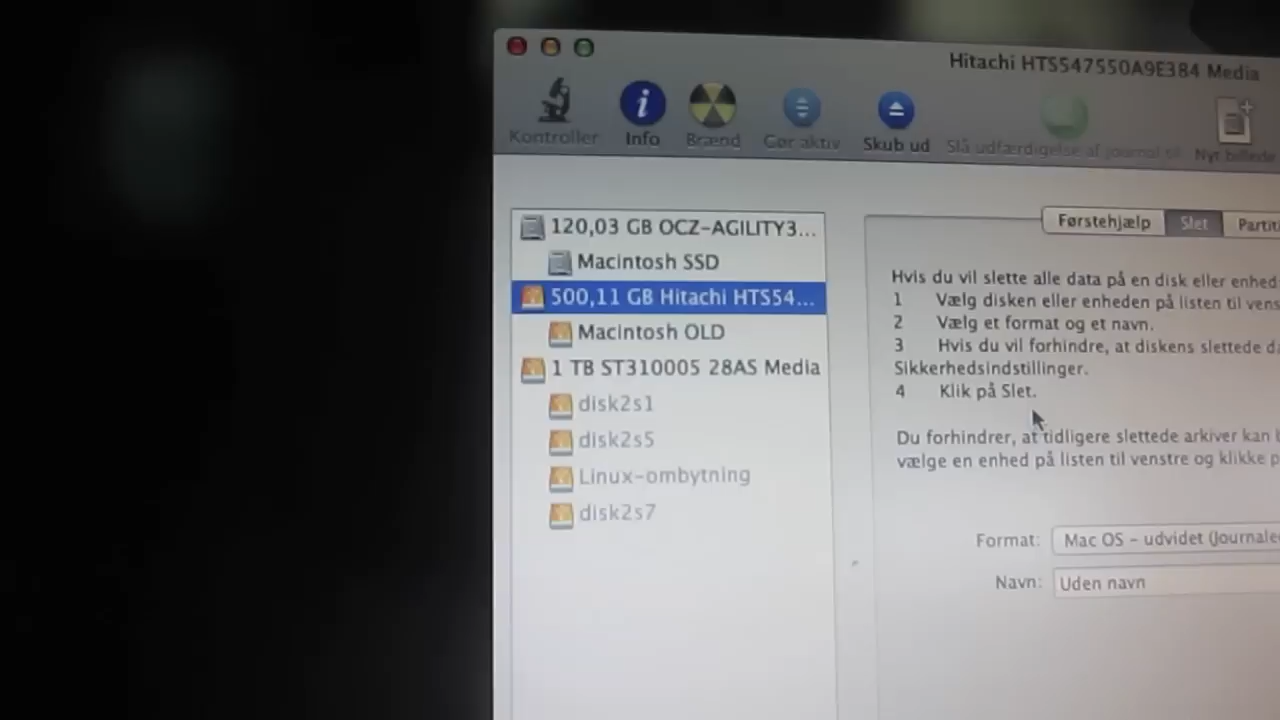 Hitachi HTS547550A9E384 Media
Kontroller
Info
Brænd
Gør aktiv
Skub ud
Slå udfærdigelse af journal til
Nyt billede
120,03 GB OCZ-AGILITY3...
Macintosh SSD
500,11 GB Hitachi HTS54...
Macintosh OLD
1 TB ST310005 28AS Media
disk2s1
disk2s5
Linux-ombytning
disk2s7
Førstehjælp
Slet
Partit
Hvis du vil slette alle data på en disk eller enhed
1 Vælg disken eller enheden på listen til vens
2 Vælg et format og et navn.
3 Hvis du vil forhindre, at diskens slettede da
Sikkerhedsindstillinger.
4 Klik på Slet.
Du forhindrer, at tidligere slettede arkiver kan
vælge en enhed på listen til venstre og klikke p
Format: Mac OS – udvidet (Journale
Navn: Uden navn